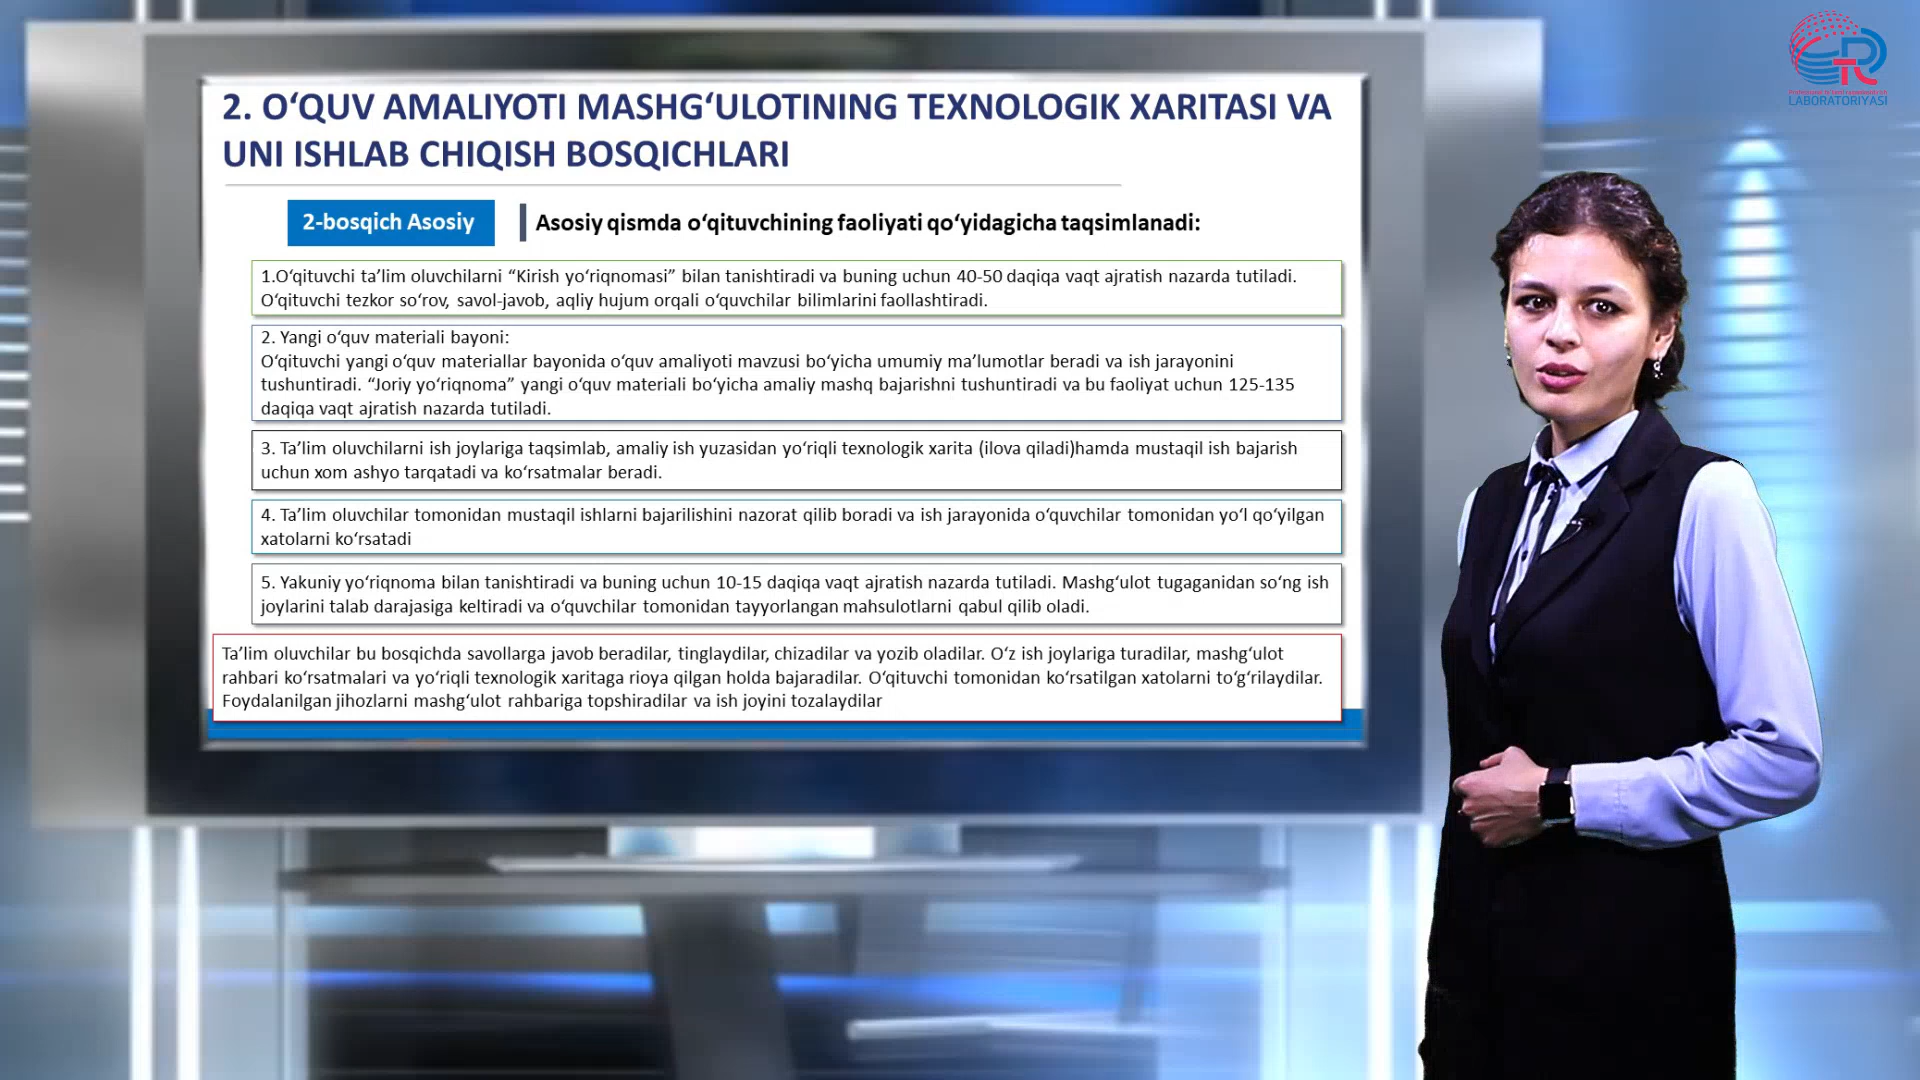 2. O‘QUV AMALIYOTI MASHG‘ULOTINING TEXNOLOGIK XARITASI VA
UNI ISHLAB CHIQISH BOSQICHLARI
2-bosqich Asosiy
Asosiy qismda o‘qituvchining faoliyati qo‘yidagicha taqsimlanadi:
1.O‘qituvchi ta’lim oluvchilarni “Kirish yo‘riqnomasi” bilan tanishtiradi va buning uchun 40-50 daqiqa vaqt ajratish nazarda tutiladi.
O‘qituvchi tezkor so‘rov, savol-javob, aqliy hujum orqali o‘quvchilar bilimlarini faollashtiradi.
2. Yangi o‘quv materiali bayoni:
O‘qituvchi yangi o‘quv materiallar bayonida o‘quv amaliyoti mavzusi bo‘yicha umumiy ma’lumotlar beradi va ish jarayonini
tushuntiradi. “Joriy yo‘riqnoma” yangi o‘quv materiali bo‘yicha amaliy mashq bajarishni tushuntiradi va bu faoliyat uchun 125-135
daqiqa vaqt ajratish nazarda tutiladi.
3. Ta’lim oluvchilarni ish joylariga taqsimlab, amaliy ish yuzasidan yo‘riqli texnologik xarita (ilova qiladi)hamda mustaqil ish bajarish
uchun xom ashyo tarqatadi va ko‘rsatmalar beradi.
4. Ta’lim oluvchilar tomonidan mustaqil ishlarni bajarilishini nazorat qilib boradi va ish jarayonida o‘quvchilar tomonidan yo‘l qo‘yilgan
xatolarni ko‘rsatadi
5. Yakuniy yo‘riqnoma bilan tanishtiradi va buning uchun 10-15 daqiqa vaqt ajratish nazarda tutiladi. Mashg‘ulot tugaganidan so‘ng ish
joylarini talab darajasiga keltiradi va o‘quvchilar tomonidan tayyorlangan mahsulotlarni qabul qilib oladi.
Ta’lim oluvchilar bu bosqichda savollarga javob beradilar, tinglaydilar, chizadilar va yozib oladilar. O‘z ish joylariga turadilar, mashg‘ulot
rahbari ko‘rsatmalari va yo‘riqli texnologik xaritaga rioya qilgan holda bajaradilar. O‘qituvchi tomonidan ko‘rsatilgan xatolarni to‘g‘rilaydilar.
Foydalanilgan jihozlarni mashg‘ulot rahbariga topshiradilar va ish joyini tozalaydilar
LABORATORIYASI